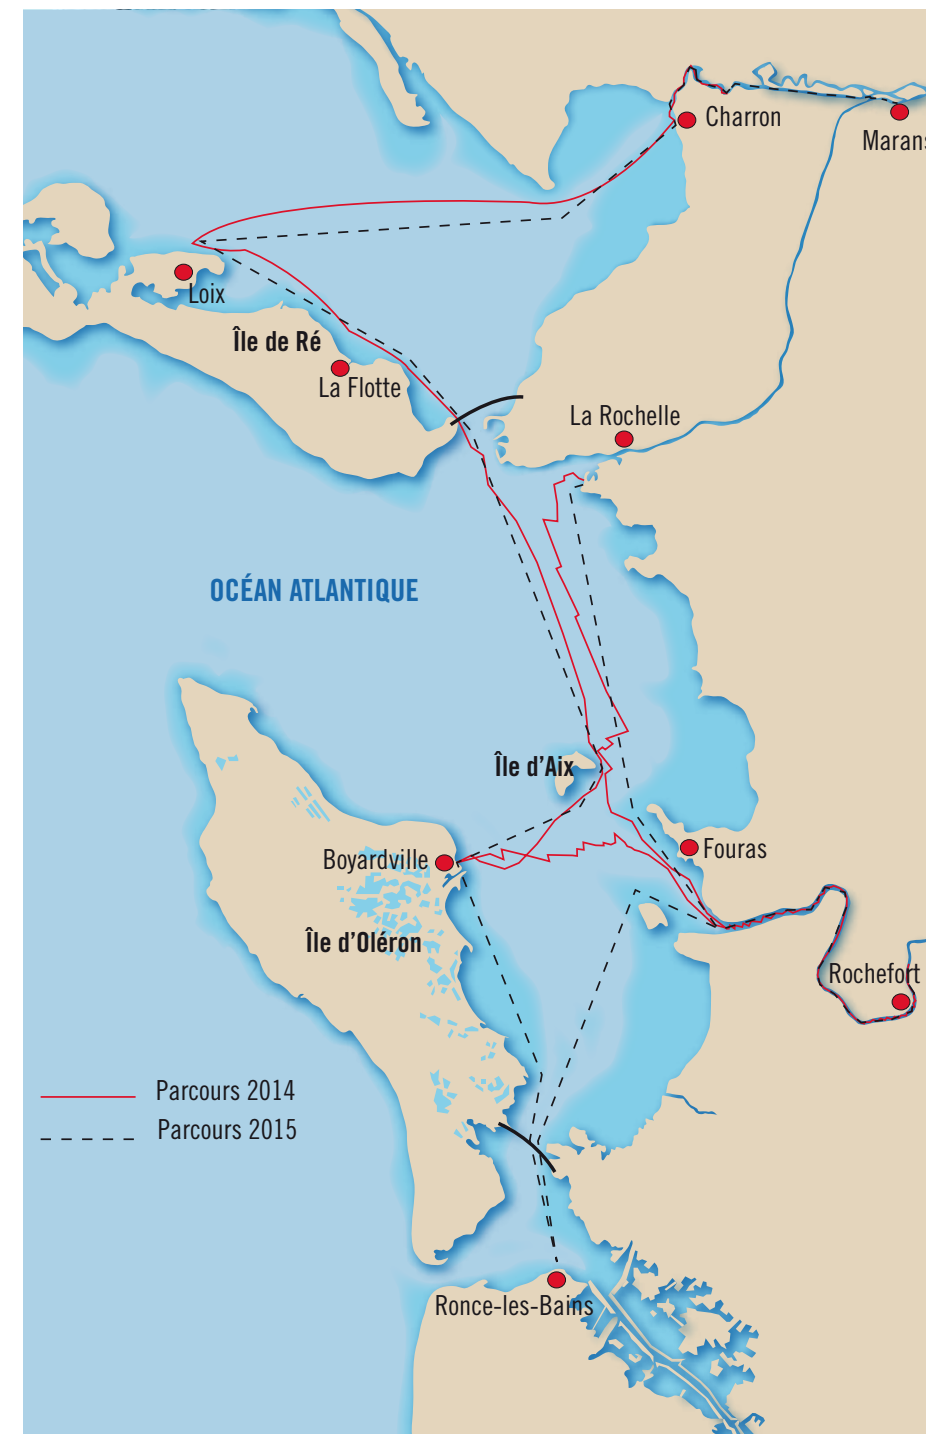 Charron
Marans
Loix
Île de Ré
La Flotte
La Rochelle
OCÉAN ATLANTIQUE
Île d'Aix
Fouras
Boyardville
Île d'Oléron
Rochefort
Parcours 2014
Parcours 2015
Ronce-les-Bains